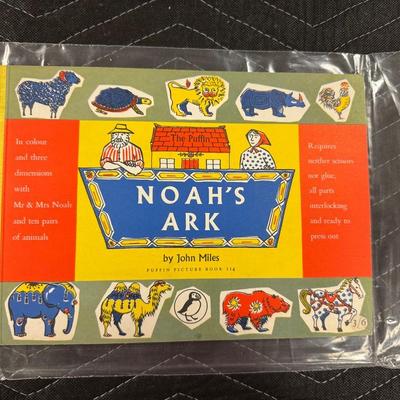 The Puffin
NOAH'S
ARK
by John Miles
PUFFIN PICTURE BOOK 114
In colour
and three
dimensions
with
Mr & Mrs Noah
and ten pairs
of animals
Requires
neither scissors
nor glue,
all parts
interlocking
and ready to
press out
36